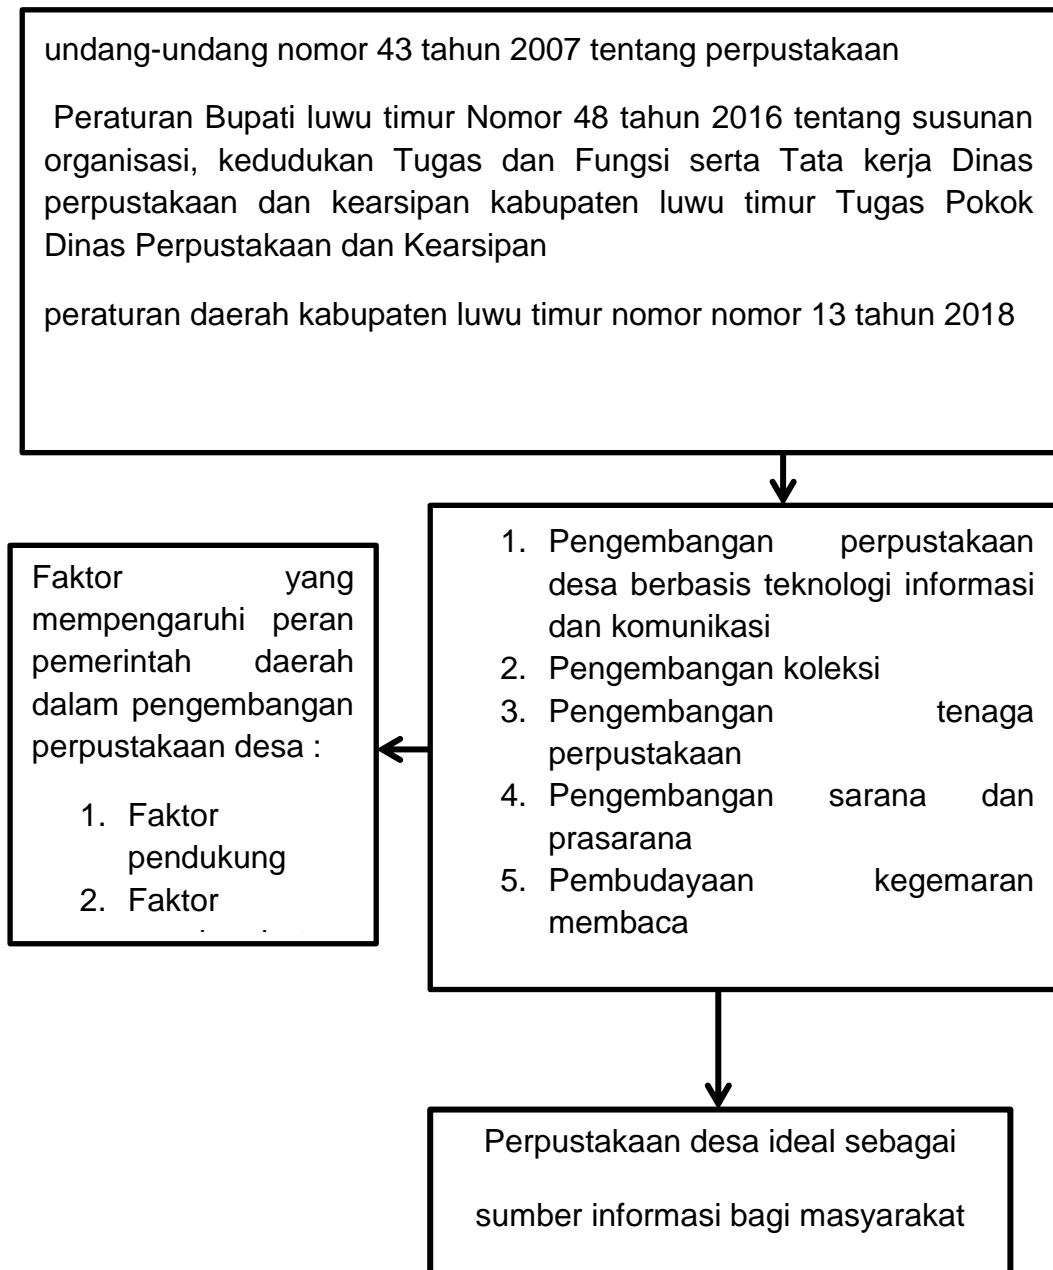 undang-undang nomor 43 tahun 2007 tentang perpustakaan
Peraturan Bupati luwu timur Nomor 48 tahun 2016 tentang susunan
organisasi, kedudukan Tugas dan Fungsi serta Tata kerja Dinas
perpustakaan dan kearsipan kabupaten luwu timur Tugas Pokok
Dinas Perpustakaan dan Kearsipan
peraturan daerah kabupaten luwu timur nomor nomor 13 tahun 2018
1. Pengembangan perpustakaan
desa berbasis teknologi informasi
dan komunikasi
2. Pengembangan koleksi
3. Pengembangan tenaga
perpustakaan
4. Pengembangan sarana dan
prasarana
5. Pembudayaan kegemaran
membaca
Faktor yang
mempengaruhi peran
pemerintah daerah
dalam pengembangan
perpustakaan desa :
1. Faktor
pendukung
2. Faktor
Perpustakaan desa ideal sebagai
sumber informasi bagi masyarakat